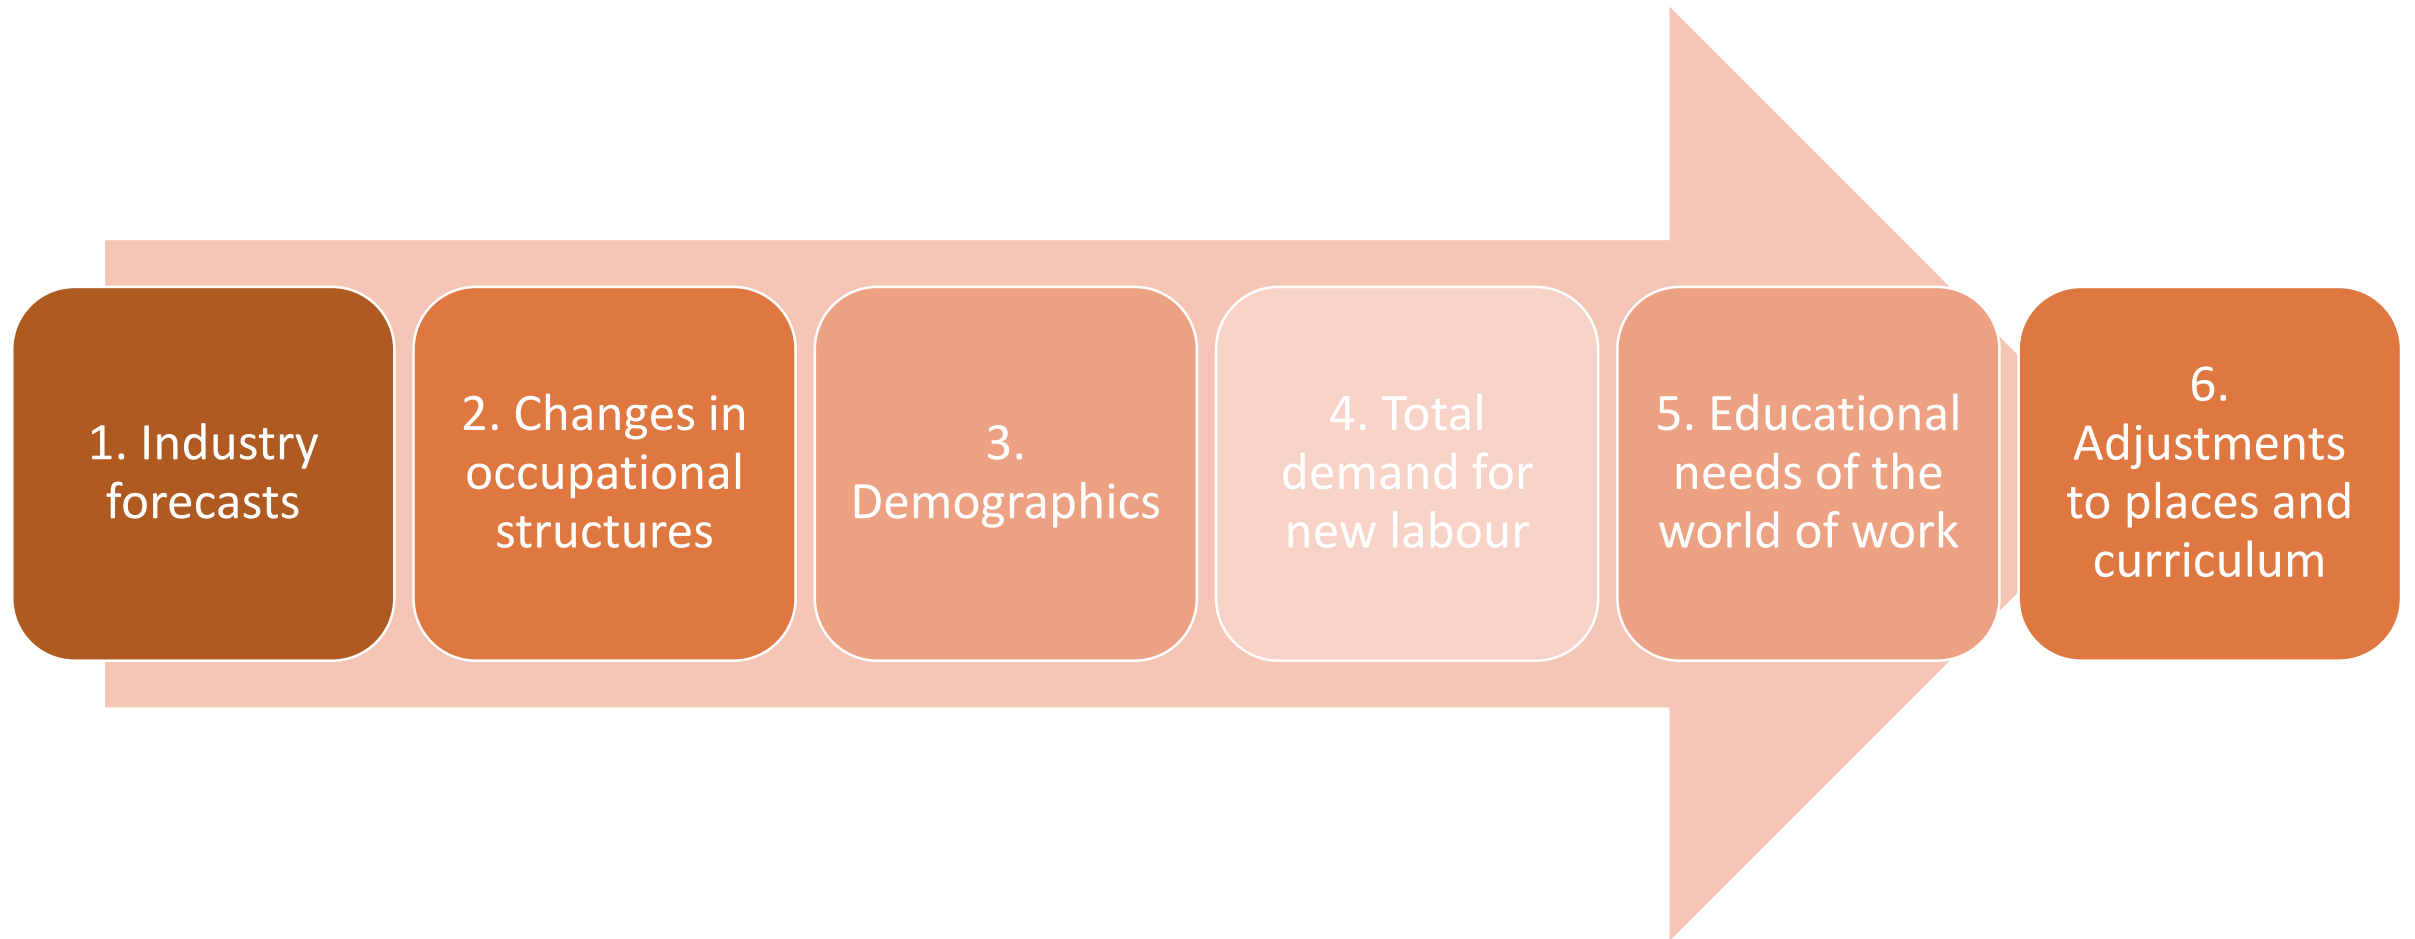 1. Industry
forecasts
2. Changes in
occupational
structures
3.
Demographics
4. Total
demand for
new labour
5. Educational
needs of the
world of work
6.
Adjustments
to places and
curriculum